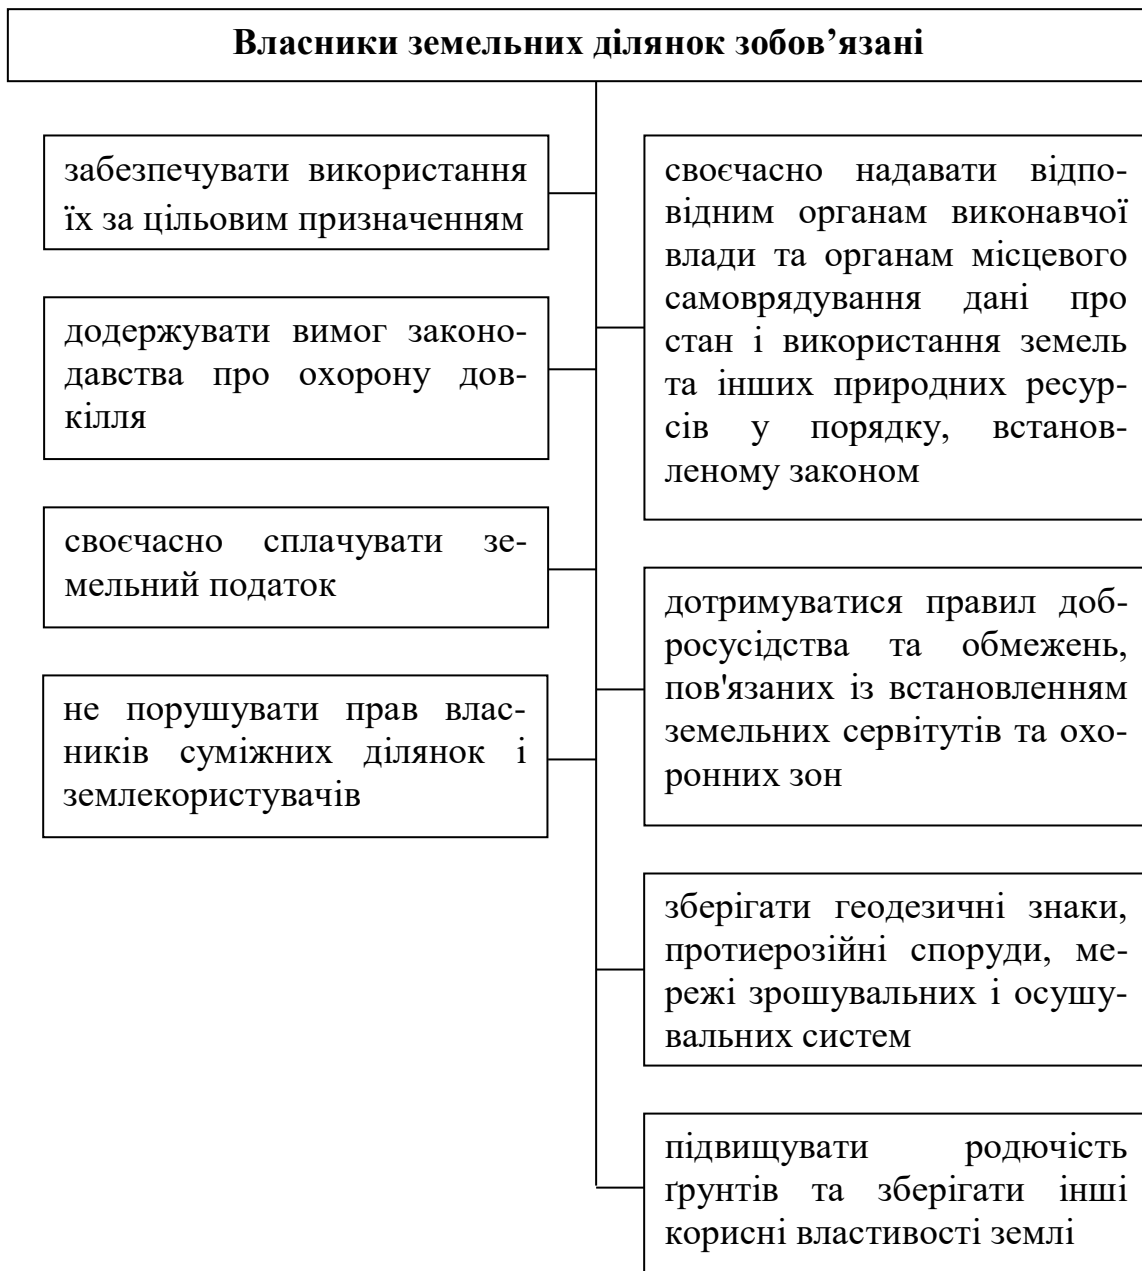 Власники земельних ділянок зобов’язані
забезпечувати використання
їх за цільовим призначенням
додержувати вимог законо-
давства про охорону дов-
кілля
своєчасно сплачувати зе-
мельний податок
не порушувати прав влас-
ників суміжних ділянок і
землекористувачів
своєчасно надавати відпо-
відним органам виконавчої
влади та органам місцевого
самоврядування дані про
стан і використання земель
та інших природних ресур-
сів у порядку, встанов-
леному законом
дотримуватися правил доб-
росусідства та обмежень,
пов'язаних із встановленням
земельних сервітутів та охо-
ронних зон
зберігати геодезичні знаки,
протиерозійні споруди, ме-
режі зрошувальних і осушу-
вальних систем
підвищувати родючість
ґрунтів та зберігати інші
корисні властивості землі